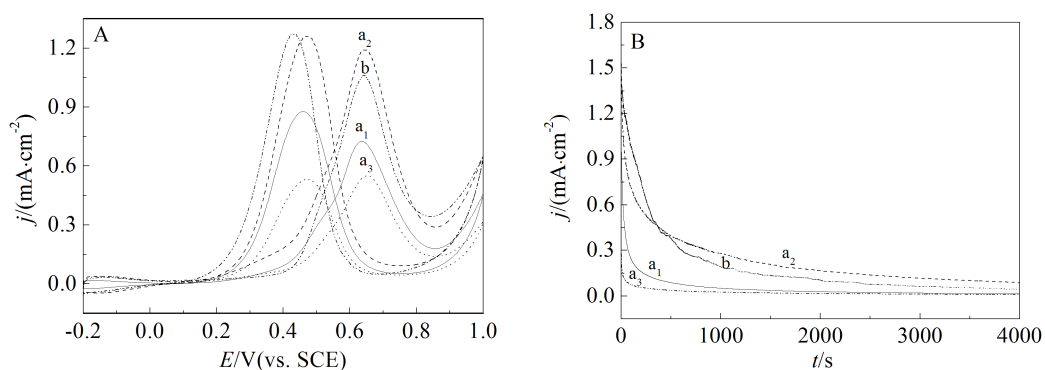 A
a₂
b
a₁
a₃
1.2
0.9
0.6
0.3
0.0
-0.2 0.0 0.2 0.4 0.6 0.8 1.0
E/V(vs. SCE)
j/(mA·cm⁻²)
B
1.8
1.5
1.2
0.9
0.6
0.3
0.0
a₂
b
a₁
a₃
0 1000 2000 3000 4000
t/s
j/(mA·cm⁻²)